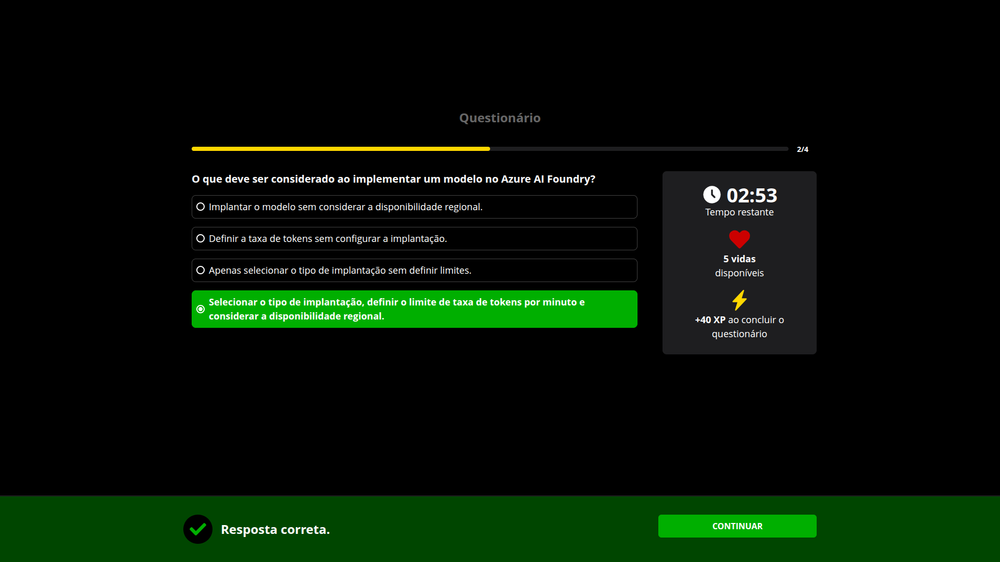 Questionário
2/4
O que deve ser considerado ao implementar um modelo no Azure AI Foundry?
Implantar o modelo sem considerar a disponibilidade regional.
Definir a taxa de tokens sem configurar a implantação.
Apenas selecionar o tipo de implantação sem definir limites.
Selecionar o tipo de implantação, definir o limite de taxa de tokens por minuto e
considerar a disponibilidade regional.
02:53
Tempo restante
5 vidas
disponíveis
+40 XP ao concluir o
questionário
Resposta correta.
CONTINUAR